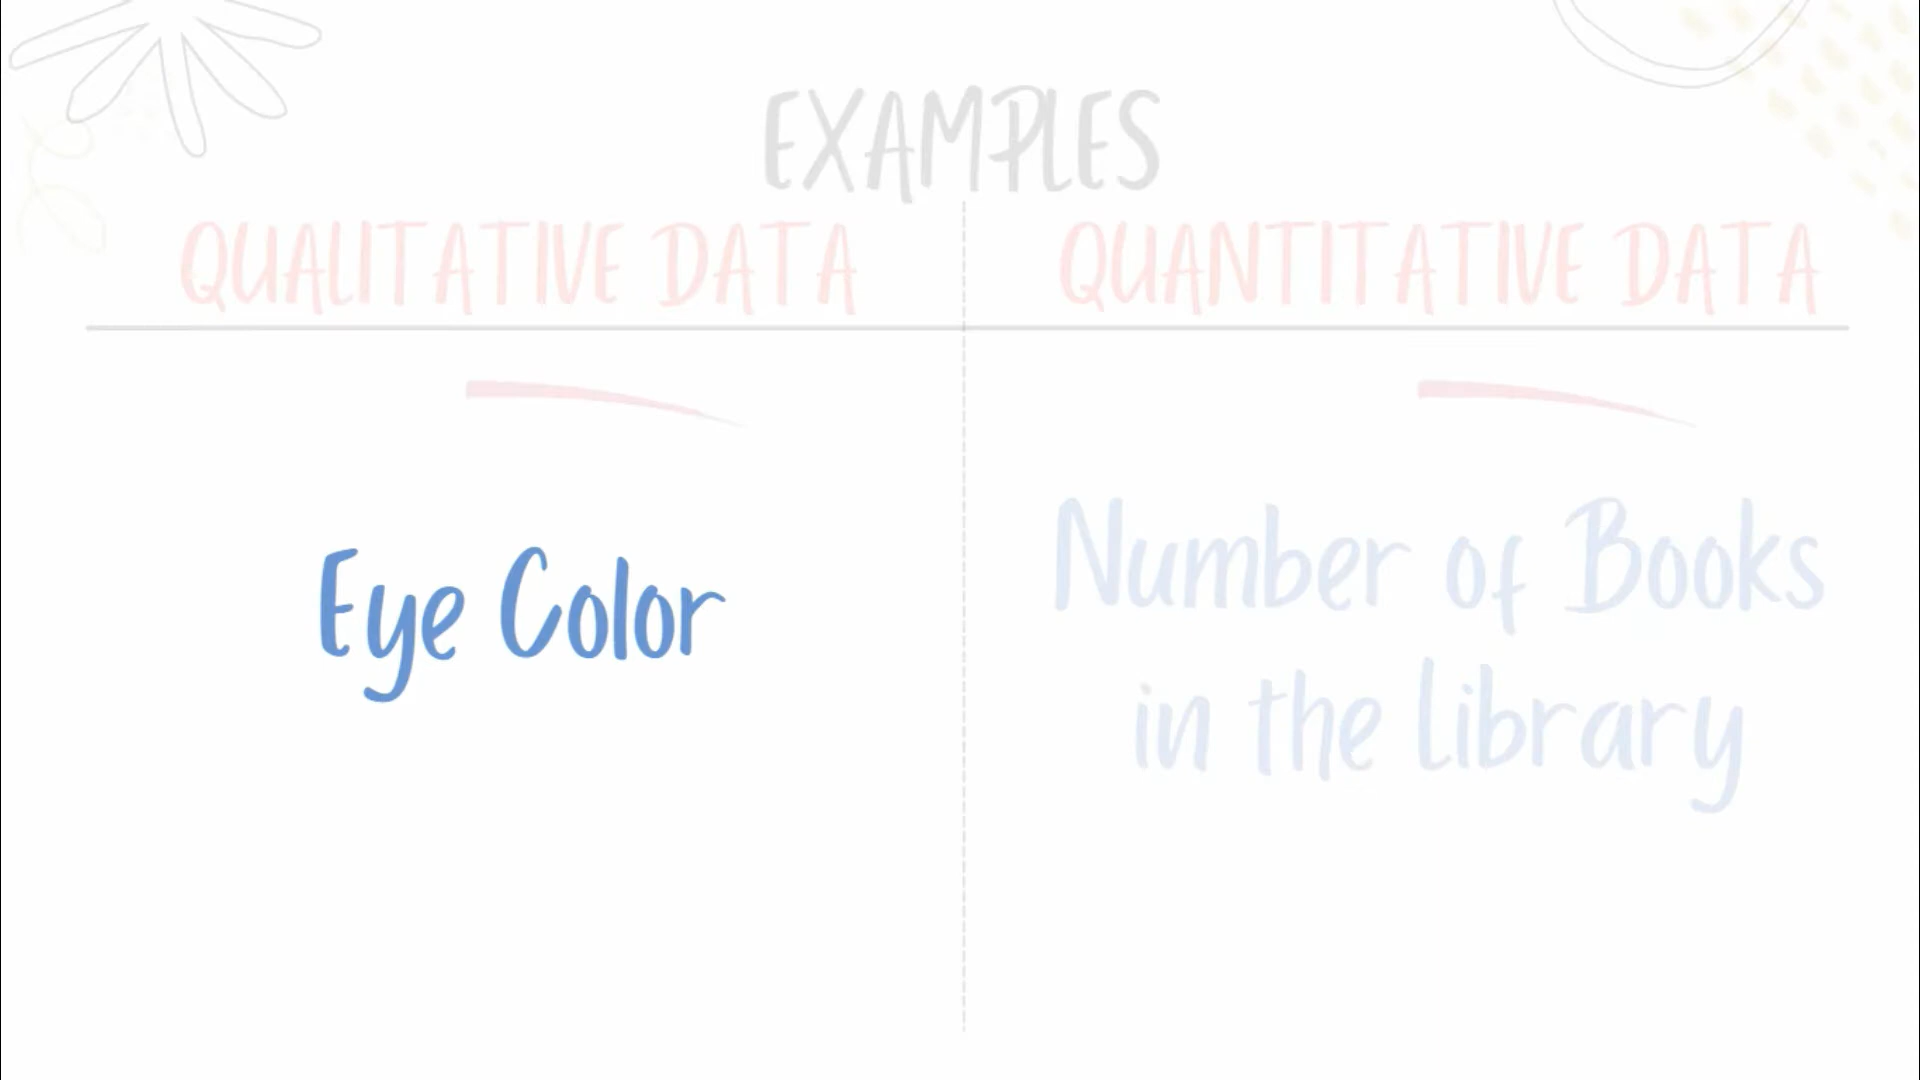 EXAMPLES
QUALITATIVE DATA
QUANTITATIVE DATA
Eye Color
Number of Books
in the Library